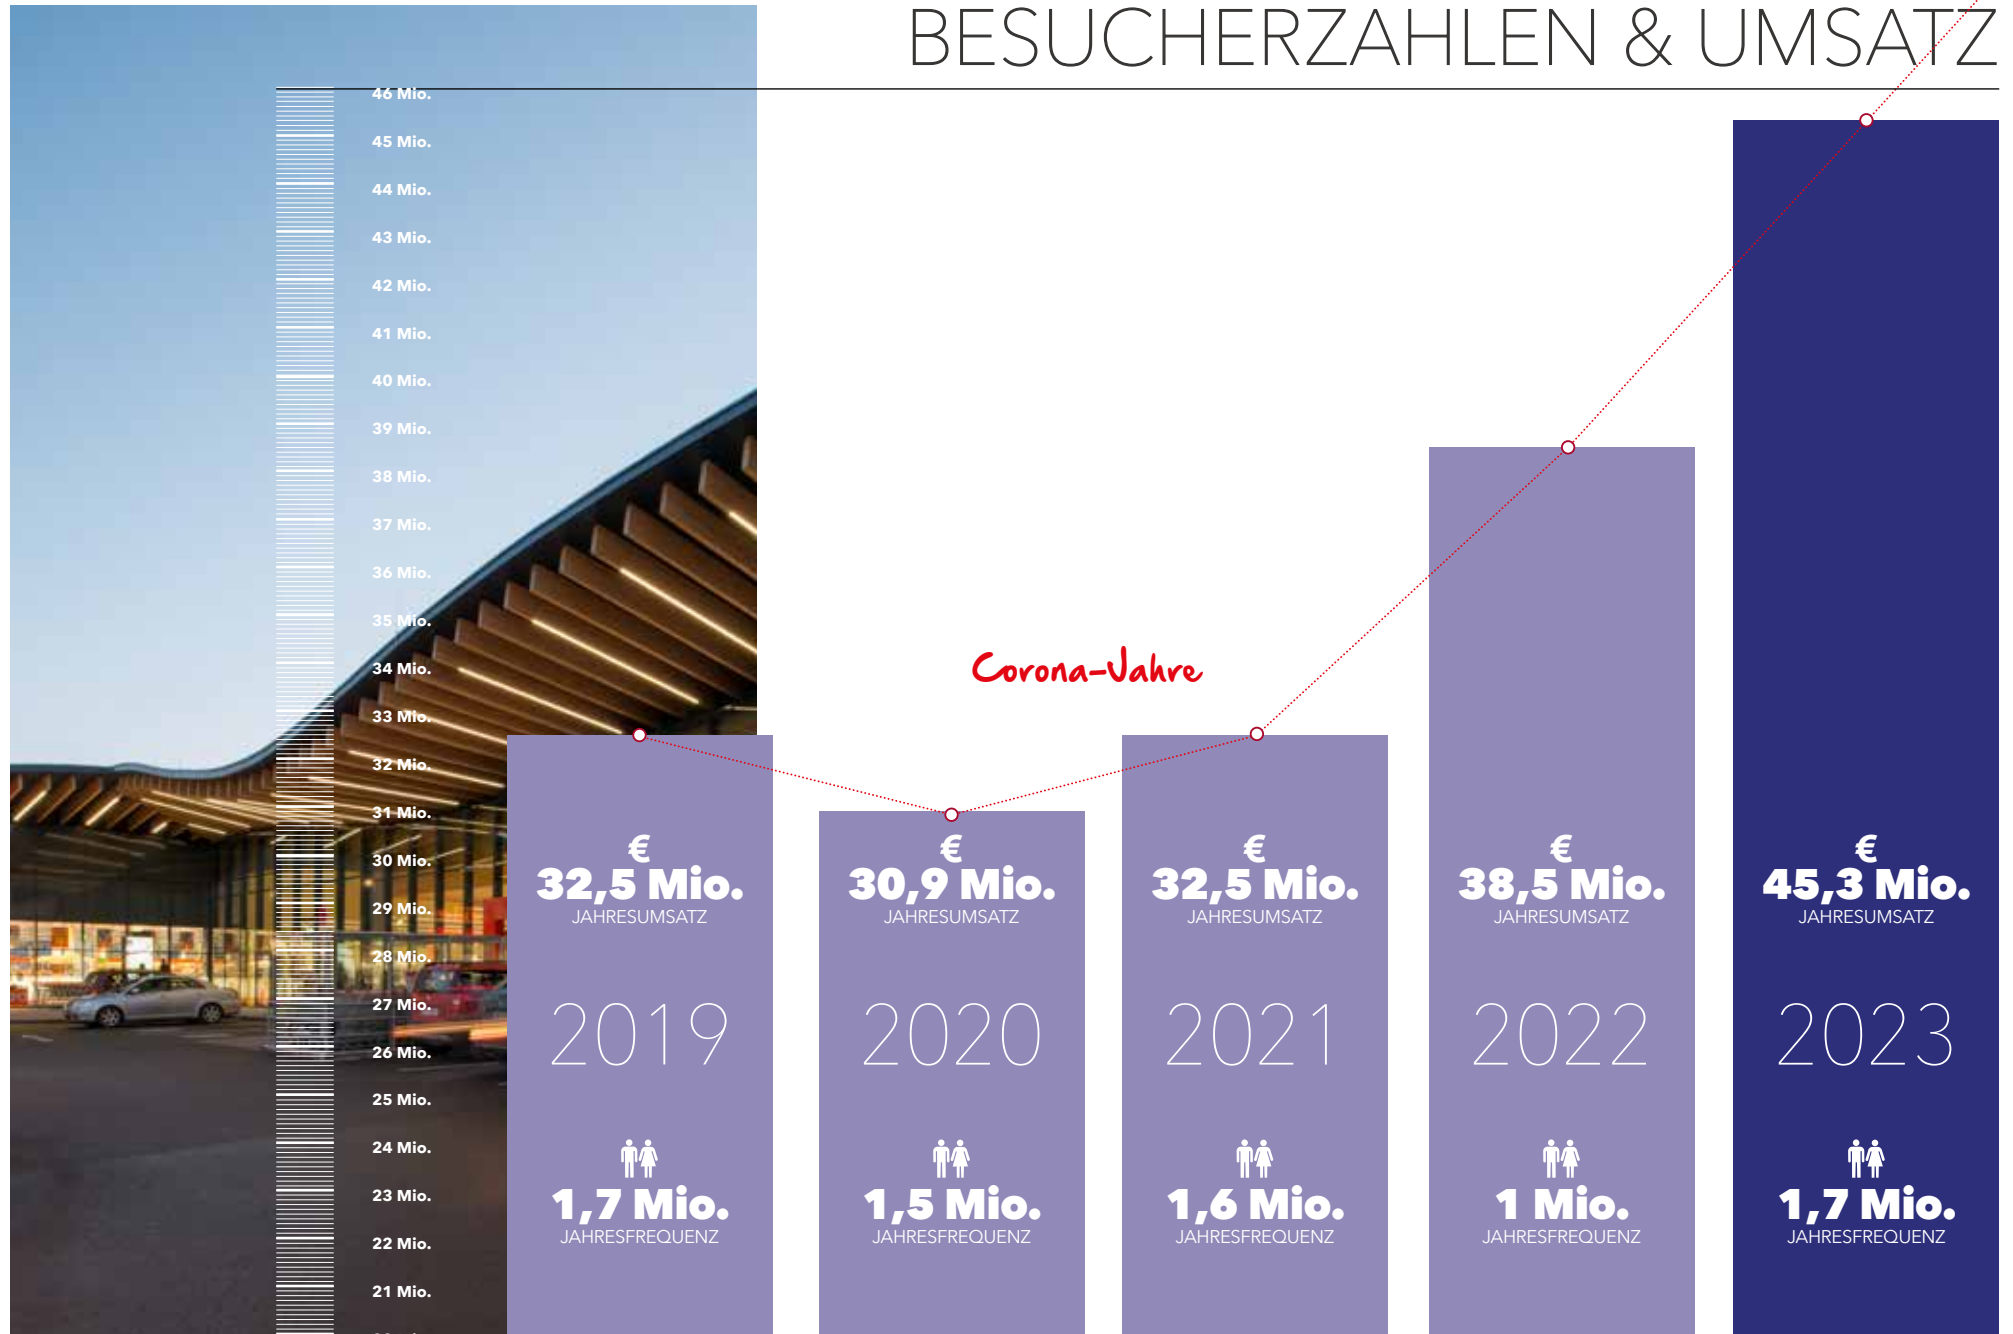 BESUCHERZAHLEN & UMSATZ
46 Mio.
45 Mio.
44 Mio.
43 Mio.
42 Mio.
41 Mio.
40 Mio.
39 Mio.
38 Mio.
37 Mio.
36 Mio.
35 Mio.
34 Mio.
33 Mio.
32 Mio.
31 Mio.
30 Mio.
29 Mio.
28 Mio.
27 Mio.
26 Mio.
25 Mio.
24 Mio.
23 Mio.
22 Mio.
21 Mio.
Corona-Jahre
€
32,5 Mio.
JAHRESUMSATZ
2019
1,7 Mio.
JAHRESFREQUENZ
€
30,9 Mio.
JAHRESUMSATZ
2020
1,5 Mio.
JAHRESFREQUENZ
€
32,5 Mio.
JAHRESUMSATZ
2021
1,6 Mio.
JAHRESFREQUENZ
€
38,5 Mio.
JAHRESUMSATZ
2022
1 Mio.
JAHRESFREQUENZ
€
45,3 Mio.
JAHRESUMSATZ
2023
1,7 Mio.
JAHRESFREQUENZ